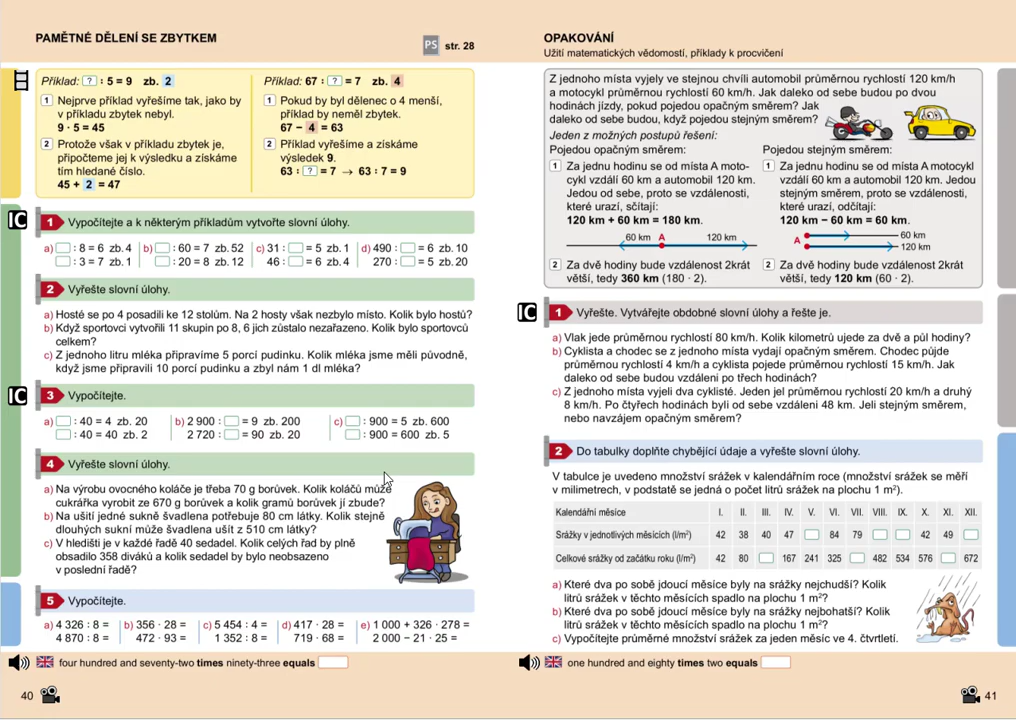 PAMĚTNÉ DĚLENÍ SE ZBYTKEM
PS str. 28
Příklad: ? : 5 = 9 zb. 2
1 Nejprve příklad vyřešíme tak, jako by
v příkladu zbytek nebyl.
9 · 5 = 45
2 Protože však v příkladu zbytek je,
připočteme jej k výsledku a získáme
tím hledané číslo.
45 + 2 = 47
Příklad: 67 : ? = 7 zb. 4
1 Pokud by byl dělenec o 4 menší,
příklad by neměl zbytek.
67 − 4 = 63
2 Příklad vyřešíme a získáme
výsledek 9.
63 : ? = 7 → 63 : 7 = 9
IC
1 Vypočítejte a k některým příkladům vytvořte slovní úlohy.
a) : 8 = 6 zb. 4 b) : 60 = 7 zb. 52 c) 31 : = 5 zb. 1 d) 490 : = 6 zb. 10
: 3 = 7 zb. 1 : 20 = 8 zb. 12 46 : = 6 zb. 4 270 : = 5 zb. 20
2 Vyřešte slovní úlohy.
a) Hosté se po 4 posadili ke 12 stolům. Na 2 hosty však nezbylo místo. Kolik bylo hostů?
b) Když sportovci vytvořili 11 skupin po 8, 6 jich zůstalo nezařazeno. Kolik bylo sportovců
celkem?
c) Z jednoho litru mléka připravíme 5 porcí pudinku. Kolik mléka jsme měli původně,
když jsme připravili 10 porcí pudinku a zbyl nám 1 dl mléka?
IC
3 Vypočítejte.
a) : 40 = 4 zb. 20 b) 2 900 : = 9 zb. 200 c) : 900 = 5 zb. 600
: 40 = 40 zb. 2 2 720 : = 90 zb. 20 : 900 = 600 zb. 5
4 Vyřešte slovní úlohy.
a) Na výrobu ovocného koláče je třeba 70 g borůvek. Kolik koláčů může
cukrářka vyrobit ze 670 g borůvek a kolik gramů borůvek jí zbude?
b) Na ušití jedné sukně švadlena potřebuje 80 cm látky. Kolik stejně
dlouhých sukní může švadlena ušít z 510 cm látky?
c) V hledišti je v každé řadě 40 sedadel. Kolik celých řad by plně
obsadilo 358 diváků a kolik sedadel by bylo neobsazeno
v poslední řadě?
5 Vypočítejte.
a) 4 326 : 8 = b) 356 · 28 = c) 5 454 : 4 = d) 417 · 28 = e) 1 000 + 326 · 278 =
4 870 : 8 = 472 · 93 = 1 352 : 8 = 719 · 68 = 2 000 − 21 · 25 =
four hundred and seventy-two times ninety-three equals
40
OPAKOVÁNÍ
Užití matematických vědomostí, příklady k procvičení
Z jednoho místa vyjely ve stejnou chvíli automobil průměrnou rychlostí 120 km/h
a motocykl průměrnou rychlostí 60 km/h. Jak daleko od sebe budou po dvou
hodinách jízdy, pokud pojedou opačným směrem? Jak
daleko od sebe budou, když pojedou stejným směrem?
Jeden z možných postupů řešení:
Pojedou opačným směrem:
1 Za jednu hodinu se od místa A moto-
cykl vzdálí 60 km a automobil 120 km.
Jedou od sebe, proto se vzdálenosti,
které urazí, sčítají:
120 km + 60 km = 180 km.
60 km A 120 km
2 Za dvě hodiny bude vzdálenost 2krát
větší, tedy 360 km (180 · 2).
Pojedou stejným směrem:
1 Za jednu hodinu se od místa A motocykl
vzdálí 60 km a automobil 120 km. Jedou
stejným směrem, proto se vzdálenosti,
které urazí, odčítají:
120 km − 60 km = 60 km.
60 km
A
120 km
2 Za dvě hodiny bude vzdálenost 2krát
větší, tedy 120 km (60 · 2).
IC
1 Vyřešte. Vytvářejte obdobné slovní úlohy a řešte je.
a) Vlak jede průměrnou rychlostí 80 km/h. Kolik kilometrů ujede za dvě a půl hodiny?
b) Cyklista a chodec se z jednoho místa vydají opačným směrem. Chodec půjde
průměrnou rychlostí 4 km/h a cyklista pojede průměrnou rychlostí 15 km/h. Jak
daleko od sebe budou vzdáleni po třech hodinách?
c) Z jednoho místa vyjeli dva cyklisté. Jeden jel průměrnou rychlostí 20 km/h a druhý
8 km/h. Po čtyřech hodinách byli od sebe vzdáleni 48 km. Jeli stejným směrem,
nebo navzájem opačným směrem?
2 Do tabulky doplňte chybějící údaje a vyřešte slovní úlohy.
V tabulce je uvedeno množství srážek v kalendářním roce (množství srážek se měří
v milimetrech, v podstatě se jedná o počet litrů srážek na plochu 1 m²).
Kalendářní měsíce I. II. III. IV. V. VI. VII. VIII. IX. X. XI. XII.
Srážky v jednotlivých měsících (l/m²) 42 38 40 47 84 79 42 49
Celkové srážky od začátku roku (l/m²) 42 80 167 241 325 482 534 576 672
a) Které dva po sobě jdoucí měsíce byly na srážky nejchudší? Kolik
litrů srážek v těchto měsících spadlo na plochu 1 m²?
b) Které dva po sobě jdoucí měsíce byly na srážky nejbohatší? Kolik
litrů srážek v těchto měsících spadlo na plochu 1 m²?
c) Vypočítejte průměrné množství srážek za jeden měsíc ve 4. čtvrtletí.
one hundred and eighty times two equals
41